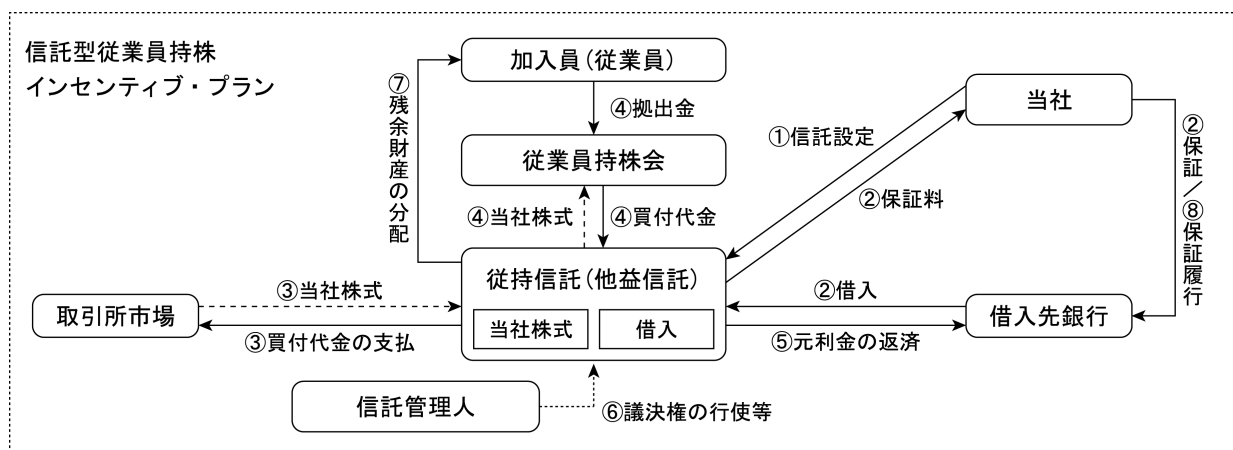 信託型従業員持株
インセンティブ・プラン
加入員（従業員）
⑦残余財産の分配
④拠出金
当社
①信託設定
②保証／⑧保証履行
従業員持株会
②保証料
④当社株式
④買付代金
従持信託（他益信託）
③当社株式
②借入
取引所市場
当社株式
借入
借入先銀行
③買付代金の支払
⑤元利金の返済
信託管理人
⑥議決権の行使等